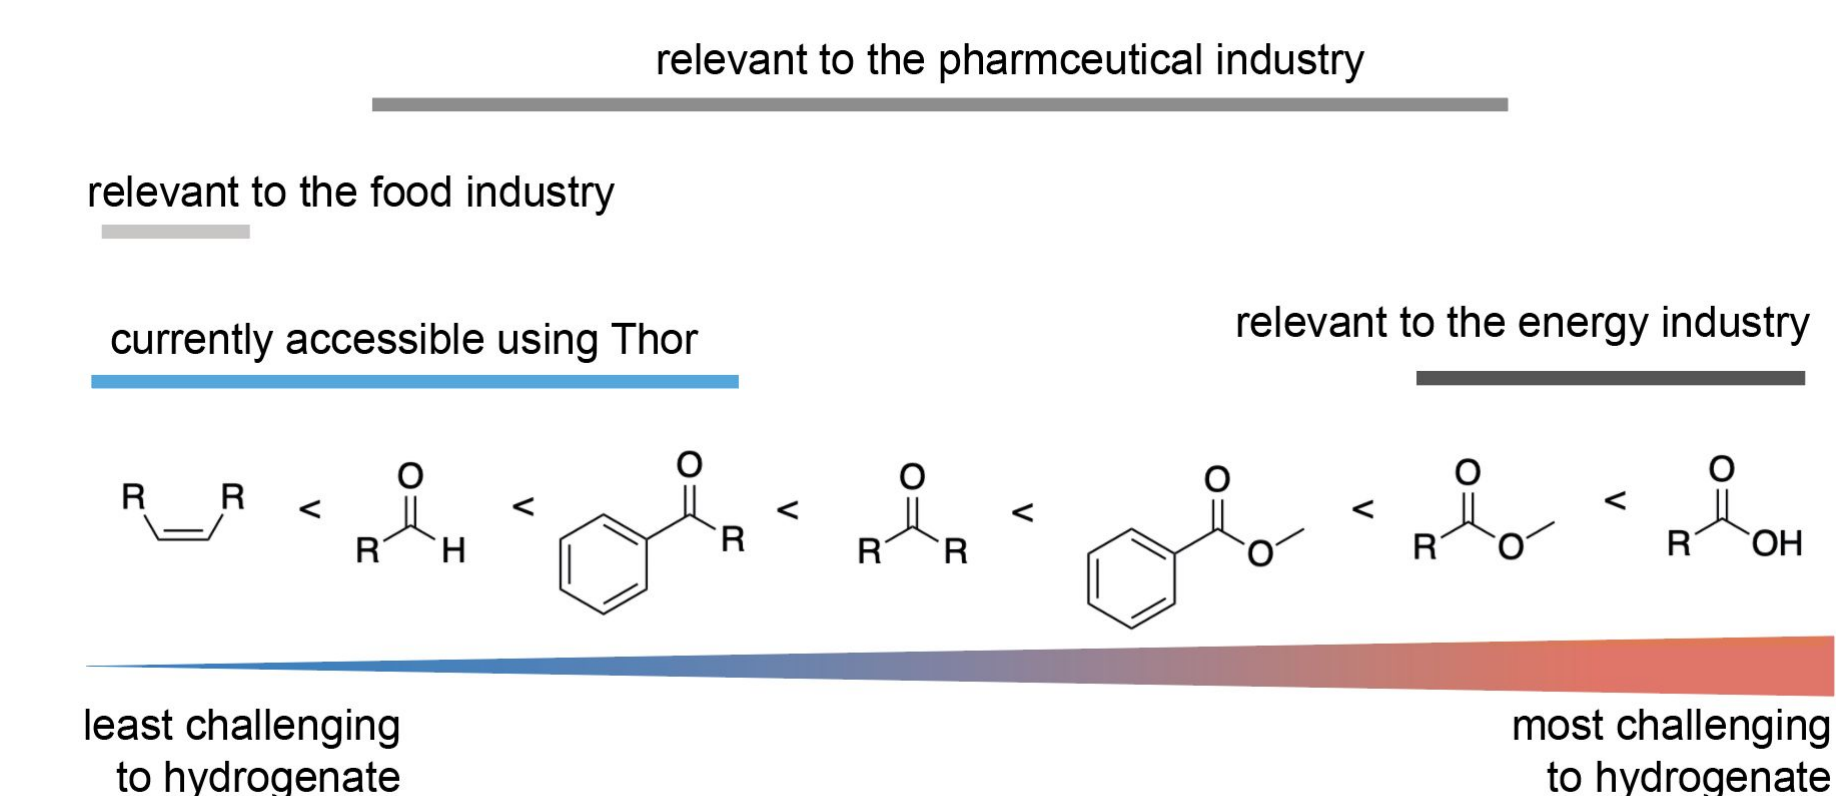 relevant to the pharmceutical industry
relevant to the food industry
currently accessible using Thor
relevant to the energy industry
R R < O R H < O R < O R R < O O < O R O < O R OH
least challenging
to hydrogenate
most challenging
to hydrogenate